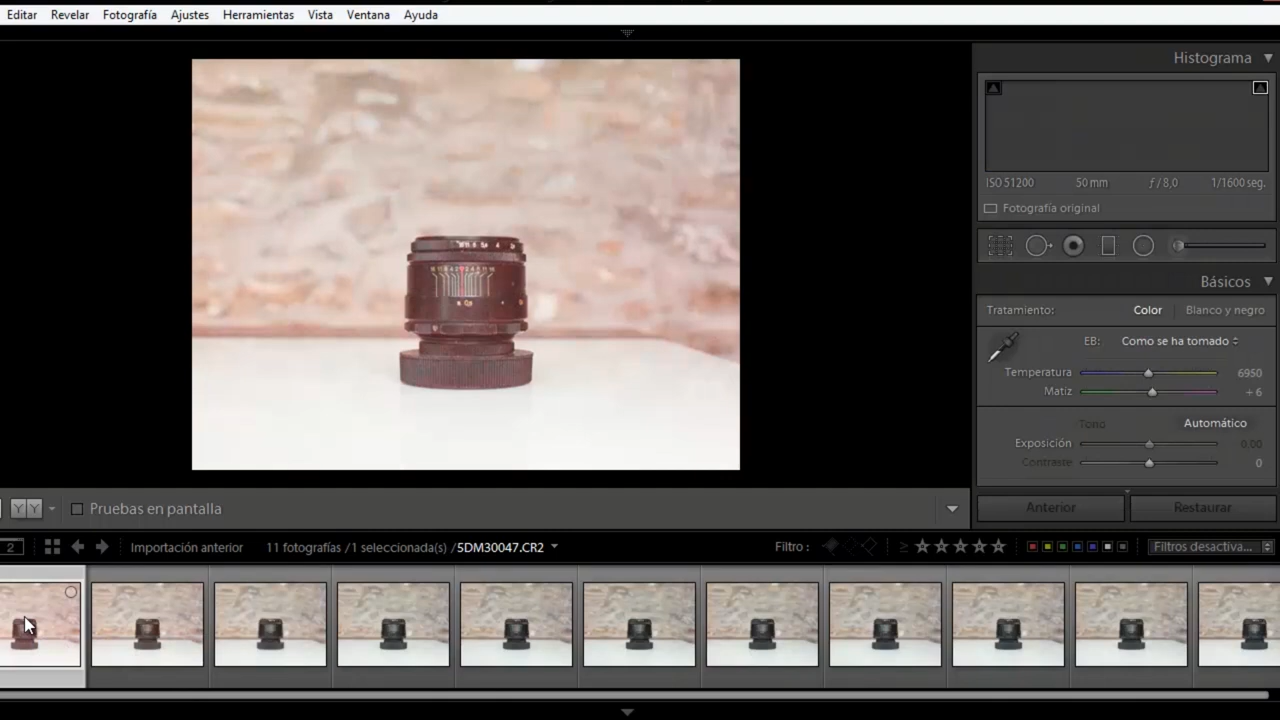 Editar Revelar Fotografía Ajustes Herramientas Vista Ventana Ayuda
Histograma
ISO 51200 50 mm ƒ / 8,0 1/1600 seg.
Fotografía original
Básicos
Tratamiento: Color Blanco y negro
EB: Como se ha tomado
Temperatura 6950
Matiz + 6
Tono Automático
Exposición 0,00
Contraste 0
Pruebas en pantalla
Anterior Restaurar
2 Importación anterior 11 fotografías /1 seleccionada(s) /5DM30047.CR2 Filtro : Filtros desactiva...